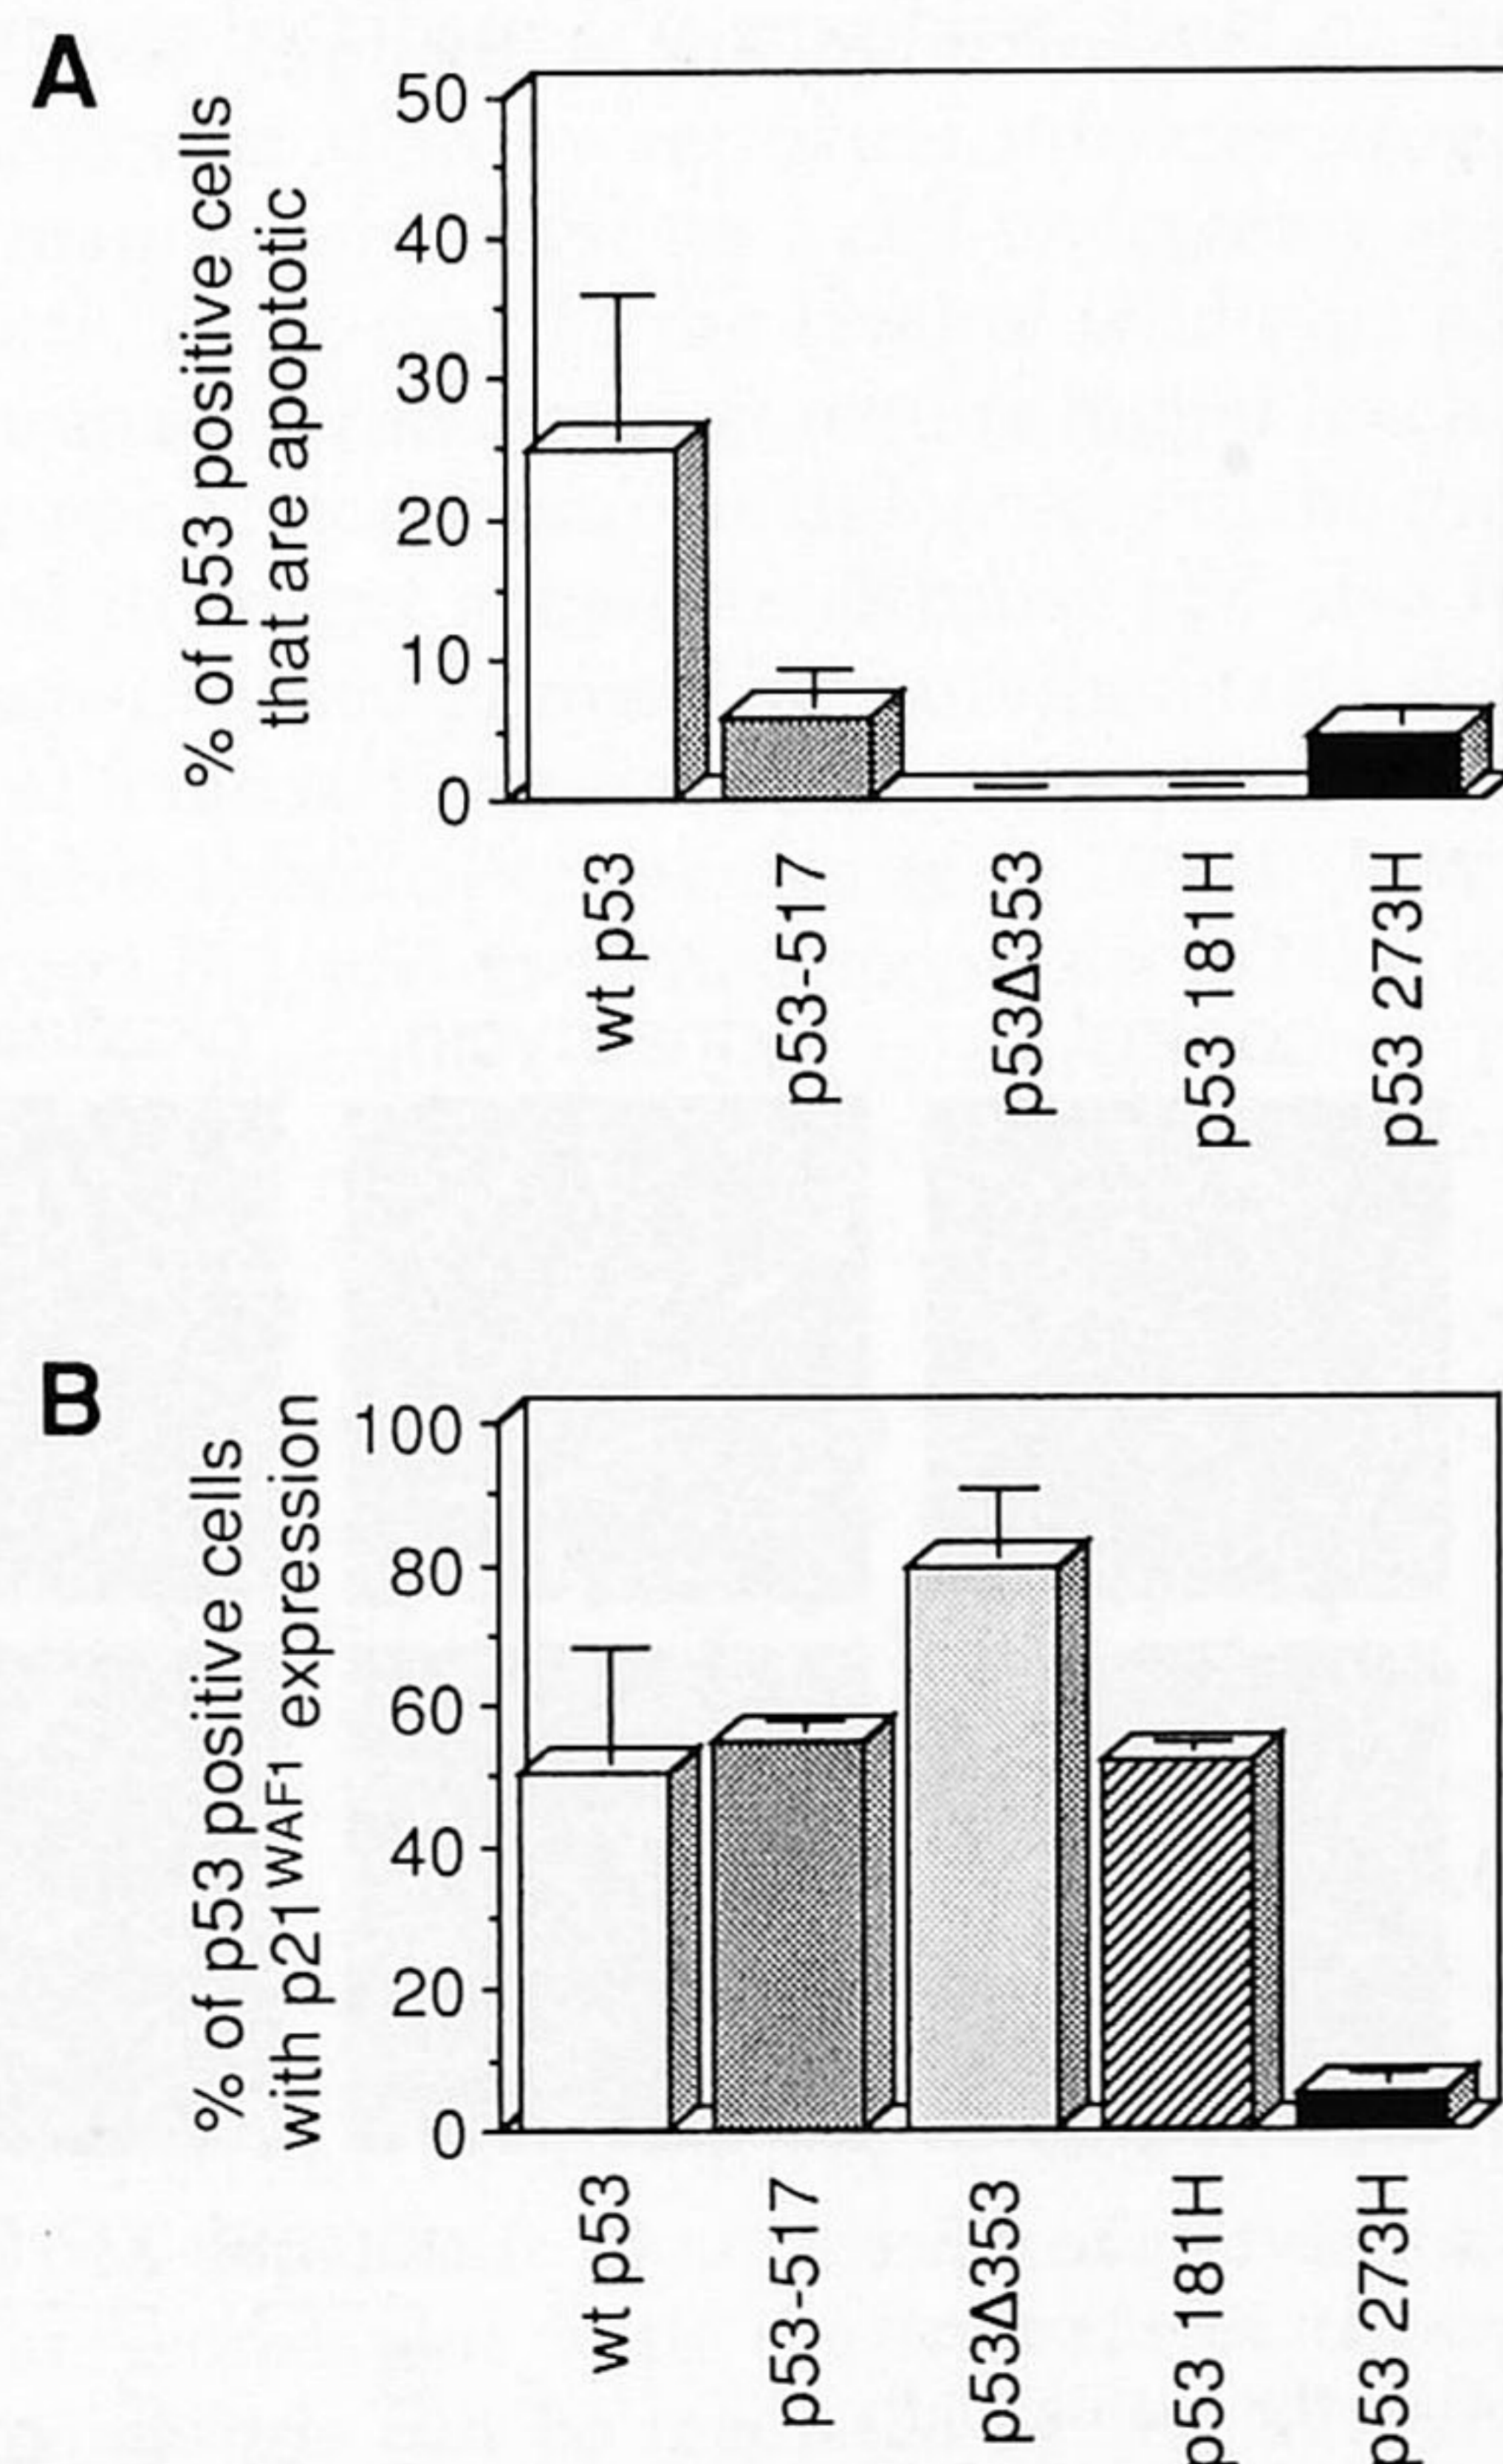 A
% of p53 positive cells
that are apoptotic
50
40
30
20
10
0
wt p53
p53-517
p53Δ353
p53 181H
p53 273H
B
% of p53 positive cells
with p21WAF1 expression
100
80
60
40
20
0
wt p53
p53-517
p53Δ353
p53 181H
p53 273H